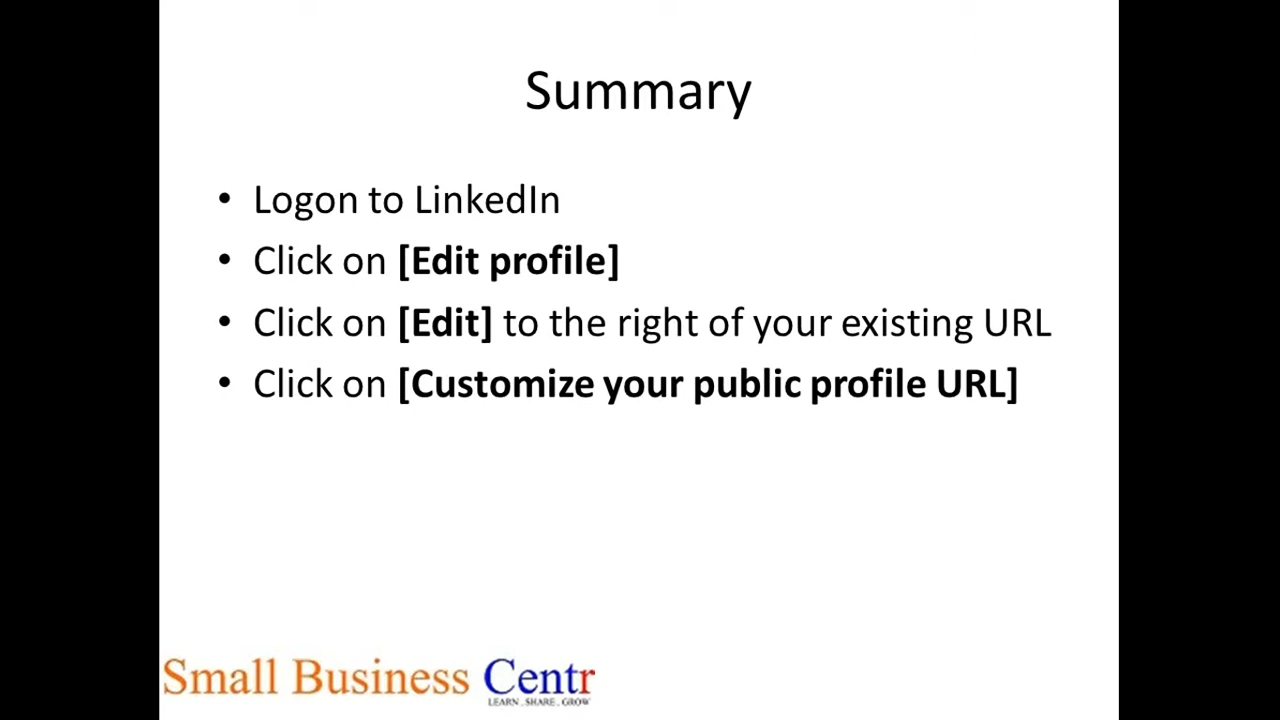 Summary
• Logon to LinkedIn
• Click on [Edit profile]
• Click on [Edit] to the right of your existing URL
• Click on [Customize your public profile URL]
Small Business Centr
LEARN . SHARE . GROW